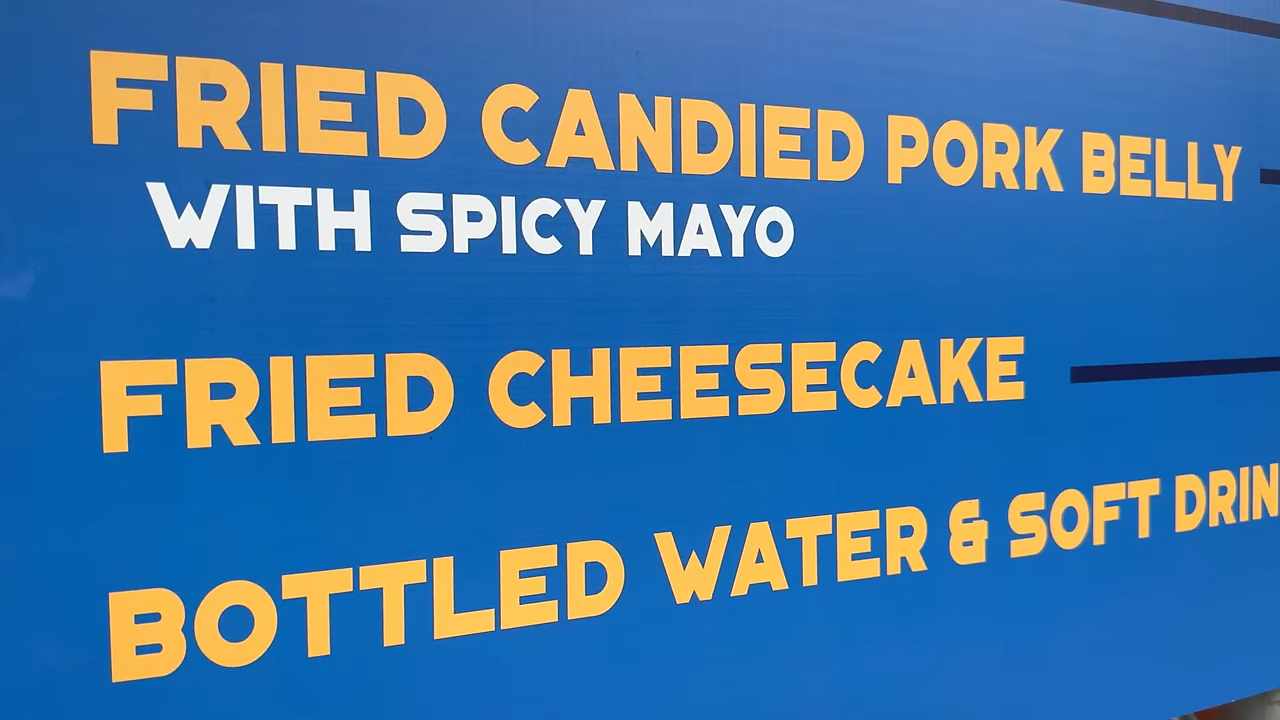 FRIED CANDIED PORK BELLY
WITH SPICY MAYO
FRIED CHEESECAKE
BOTTLED WATER & SOFT DRIN